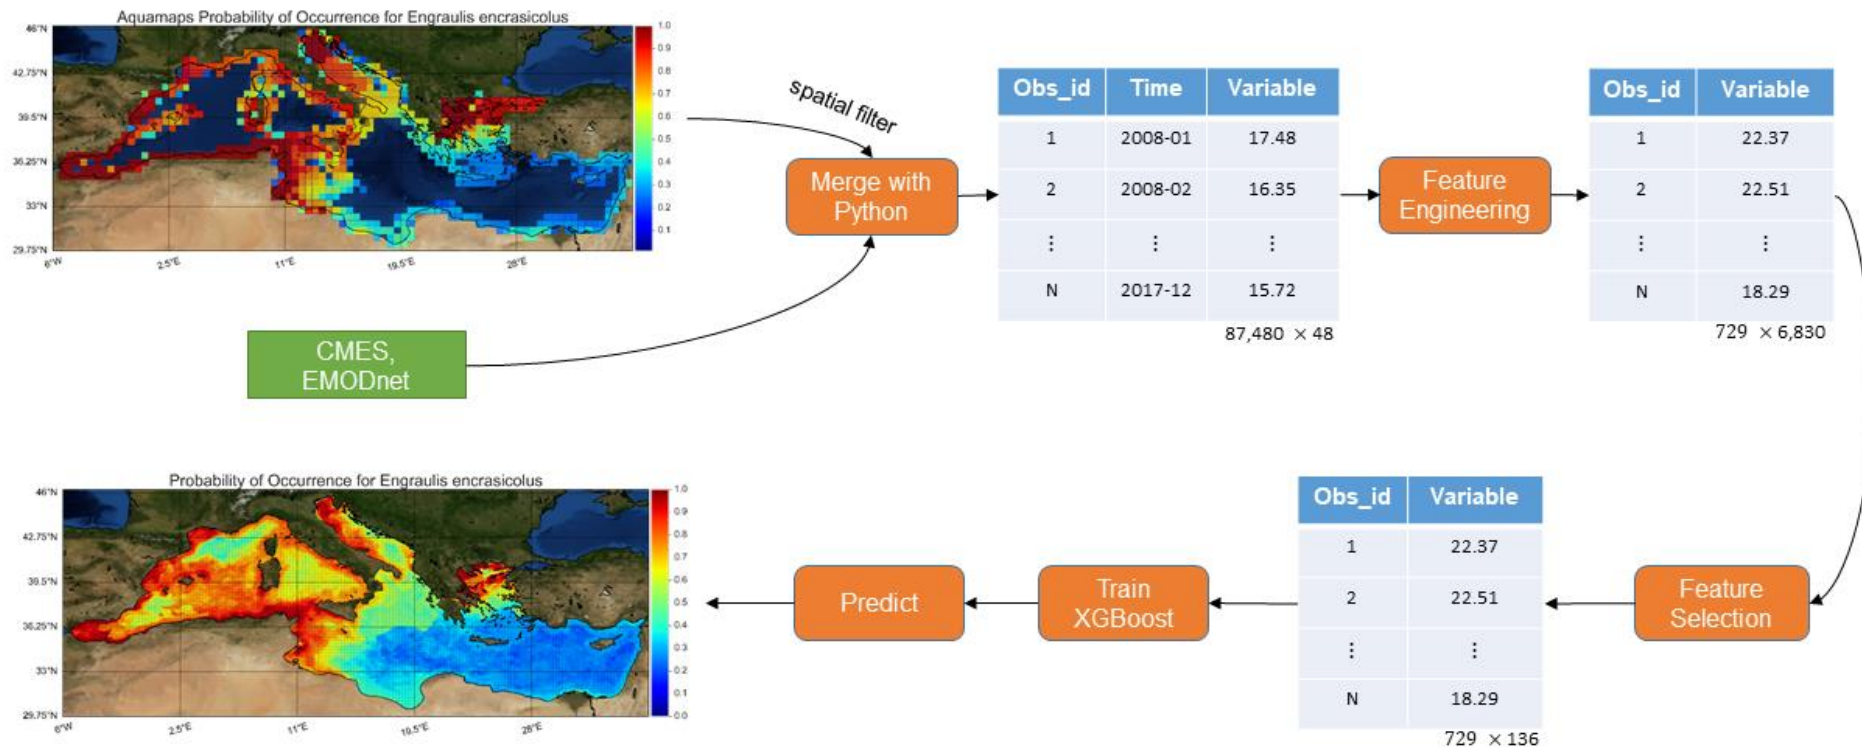 Aquamaps Probability of Occurrence for Engraulis encrasicolus
46°N
42.75°N
39.5°N
36.25°N
33°N
29.75°N
6°W
2.5°E
11°E
19.5°E
28°E
1.0
0.9
0.8
0.7
0.6
0.5
0.4
0.3
0.2
0.1
spatial filter
CMES,
EMODnet
Merge with
Python
Obs_id Time Variable
1 2008-01 17.48
2 2008-02 16.35
⋮ ⋮ ⋮
N 2017-12 15.72
87,480 × 48
Feature
Engineering
Obs_id Variable
1 22.37
2 22.51
⋮ ⋮
N 18.29
729 × 6,830
Feature
Selection
Obs_id Variable
1 22.37
2 22.51
⋮ ⋮
N 18.29
729 × 136
Train
XGBoost
Predict
Probability of Occurrence for Engraulis encrasicolus
46°N
42.75°N
39.5°N
36.25°N
33°N
29.75°N
6°W
2.5°E
11°E
19.5°E
28°E
1.0
0.9
0.8
0.7
0.6
0.5
0.4
0.3
0.2
0.1
0.0